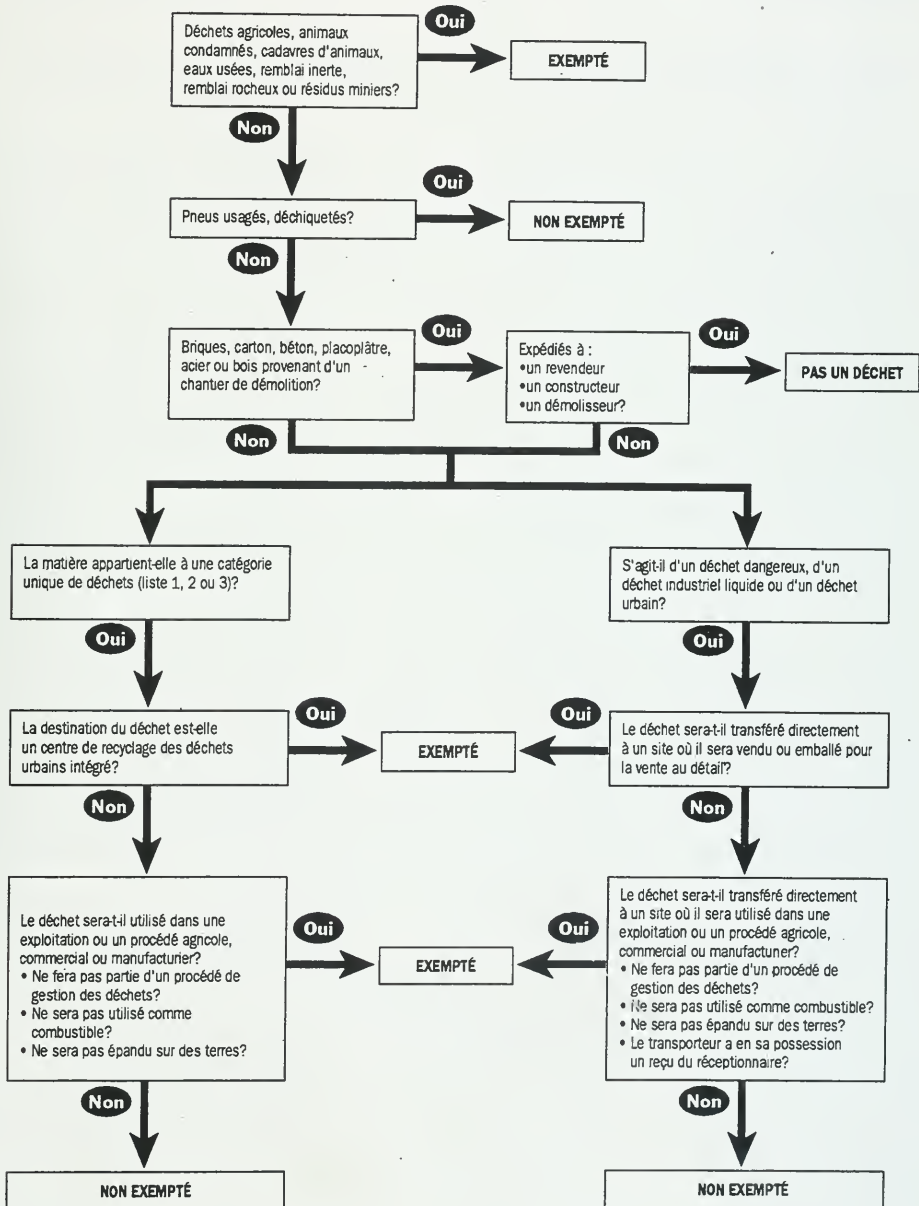 Déchets agricoles, animaux
condamnés, cadavres d'animaux,
eaux usées, remblai inerte,
remblai rocheux ou résidus miniers?
Oui
EXEMPTÉ
Non
Pneus usagés, déchiquetés?
Oui
NON EXEMPTÉ
Non
Briques, carton, béton, placoplâtre,
acier ou bois provenant d'un
chantier de démolition?
Oui
Expédiés à :
•un revendeur
•un constructeur
•un démolisseur?
Oui
PAS UN DÉCHET
Non
Non
La matière appartient-elle à une catégorie
unique de déchets (liste 1, 2 ou 3)?
S'agit-il d'un déchet dangereux, d'un
déchet industriel liquide ou d'un déchet
urbain?
Oui
Oui
La destination du déchet est-elle
un centre de recyclage des déchets
urbains intégré?
Oui
EXEMPTÉ
Oui
Le déchet sera-t-il transféré directement
à un site où il sera vendu ou emballé pour
la vente au détail?
Non
Non
Le déchet sera-t-il utilisé dans une
exploitation ou un procédé agricole,
commercial ou manufacturier?
• Ne fera pas partie d'un procédé de
gestion des déchets?
• Ne sera pas utilisé comme
combustible?
• Ne sera pas épandu sur des terres?
Oui
EXEMPTÉ
Oui
Le déchet sera-t-il transféré directement
à un site où il sera utilisé dans une
exploitation ou un procédé agricole,
commercial ou manufacturier?
• Ne fera pas partie d'un procédé de
gestion des déchets?
• Ne sera pas utilisé comme combustible?
• Ne sera pas épandu sur des terres?
• Le transporteur a en sa possession
un reçu du réceptionnaire?
Non
Non
NON EXEMPTÉ
NON EXEMPTÉ